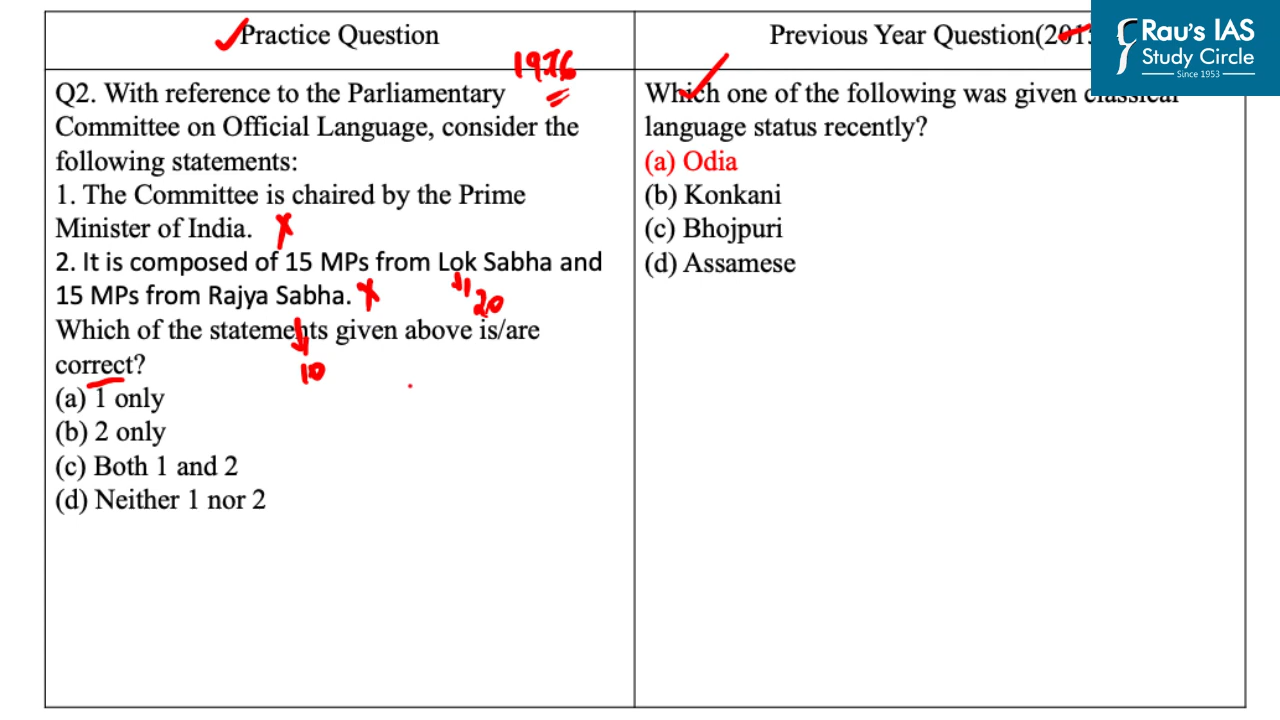 Practice Question
1976
Q2. With reference to the Parliamentary
Committee on Official Language, consider the
following statements:
1. The Committee is chaired by the Prime
Minister of India.
2. It is composed of 15 MPs from Lok Sabha and
15 MPs from Rajya Sabha.
20
Which of the statements given above is/are
correct?
10
(a) 1 only
(b) 2 only
(c) Both 1 and 2
(d) Neither 1 nor 2
Previous Year Question(201
Which one of the following was given classical
language status recently?
(a) Odia
(b) Konkani
(c) Bhojpuri
(d) Assamese
Rau's IAS
Study Circle
Since 1953